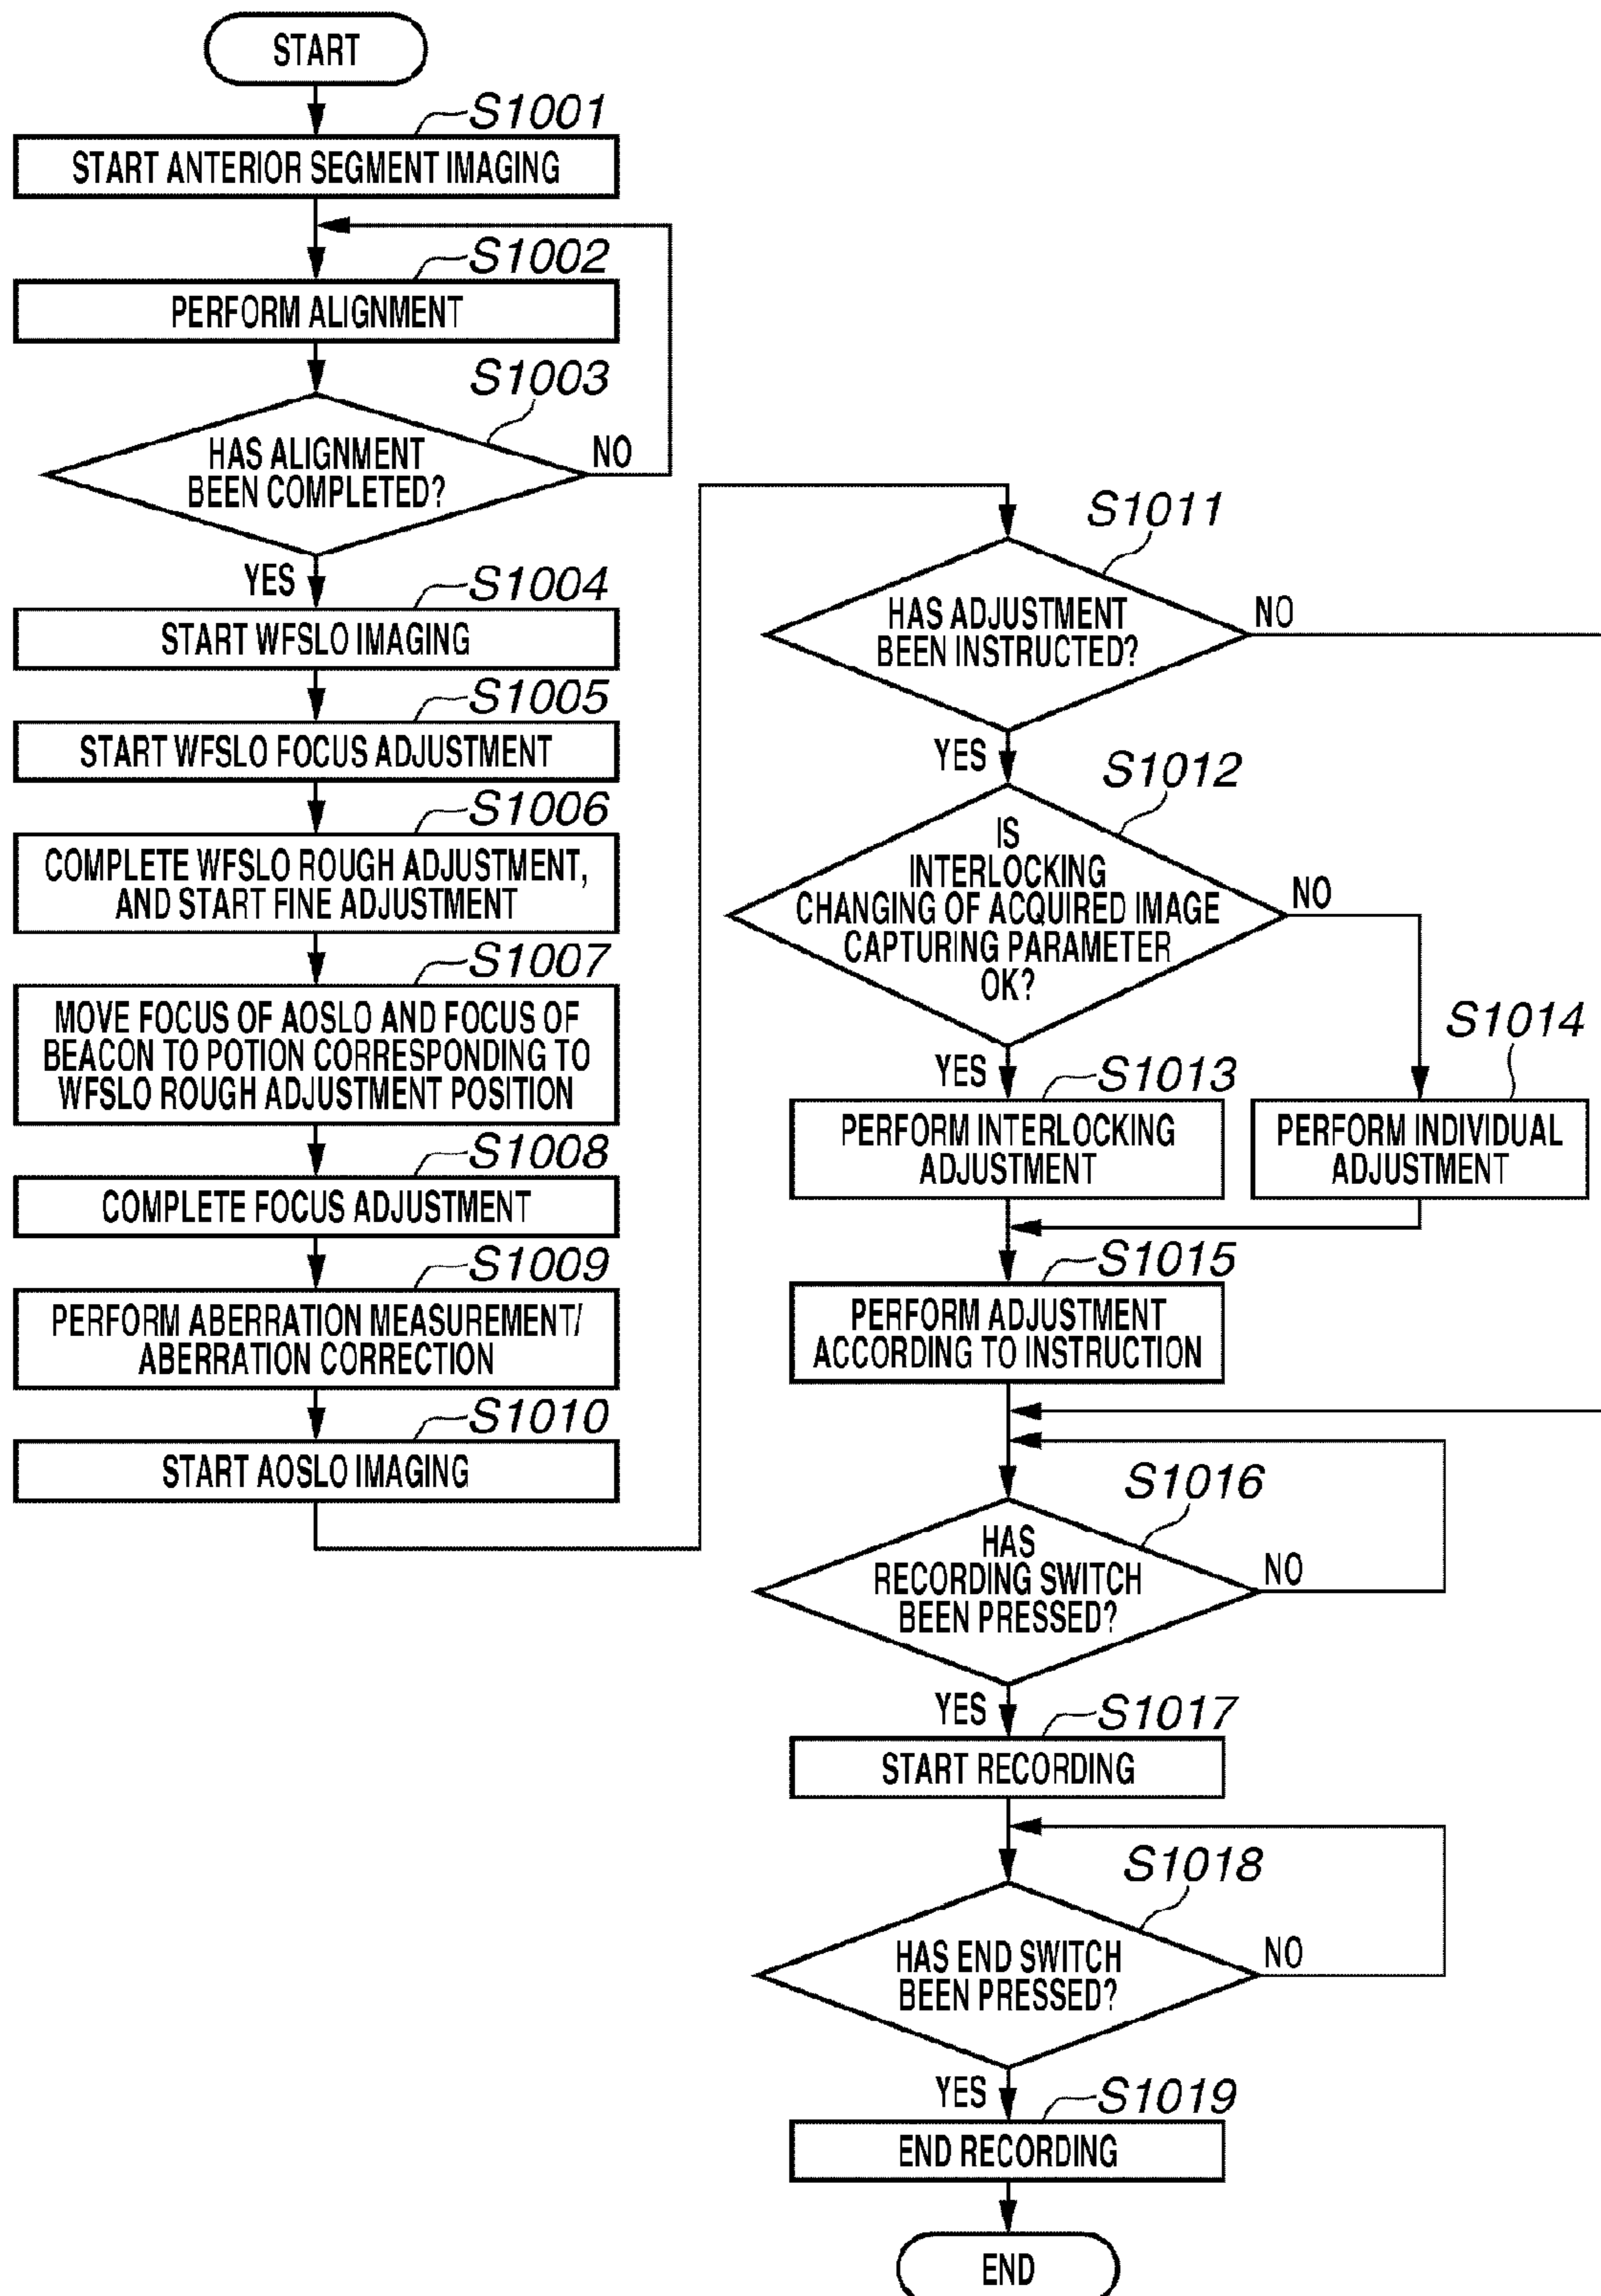 START
S1001
START ANTERIOR SEGMENT IMAGING
S1002
PERFORM ALIGNMENT
S1003
HAS ALIGNMENT
BEEN COMPLETED?
NO
YES
S1004
START WFSLO IMAGING
S1005
START WFSLO FOCUS ADJUSTMENT
S1006
COMPLETE WFSLO ROUGH ADJUSTMENT,
AND START FINE ADJUSTMENT
S1007
MOVE FOCUS OF AOSLO AND FOCUS OF
BEACON TO POTION CORRESPONDING TO
WFSLO ROUGH ADJUSTMENT POSITION
S1008
COMPLETE FOCUS ADJUSTMENT
S1009
PERFORM ABERRATION MEASUREMENT/
ABERRATION CORRECTION
S1010
START AOSLO IMAGING
S1011
HAS ADJUSTMENT
BEEN INSTRUCTED?
NO
YES
S1012
IS
INTERLOCKING
CHANGING OF ACQUIRED IMAGE
CAPTURING PARAMETER
OK?
NO
YES
S1013
PERFORM INTERLOCKING
ADJUSTMENT
S1014
PERFORM INDIVIDUAL
ADJUSTMENT
S1015
PERFORM ADJUSTMENT
ACCORDING TO INSTRUCTION
S1016
HAS
RECORDING SWITCH
BEEN PRESSED?
NO
YES
S1017
START RECORDING
S1018
HAS END SWITCH
BEEN PRESSED?
NO
YES
S1019
END RECORDING
END